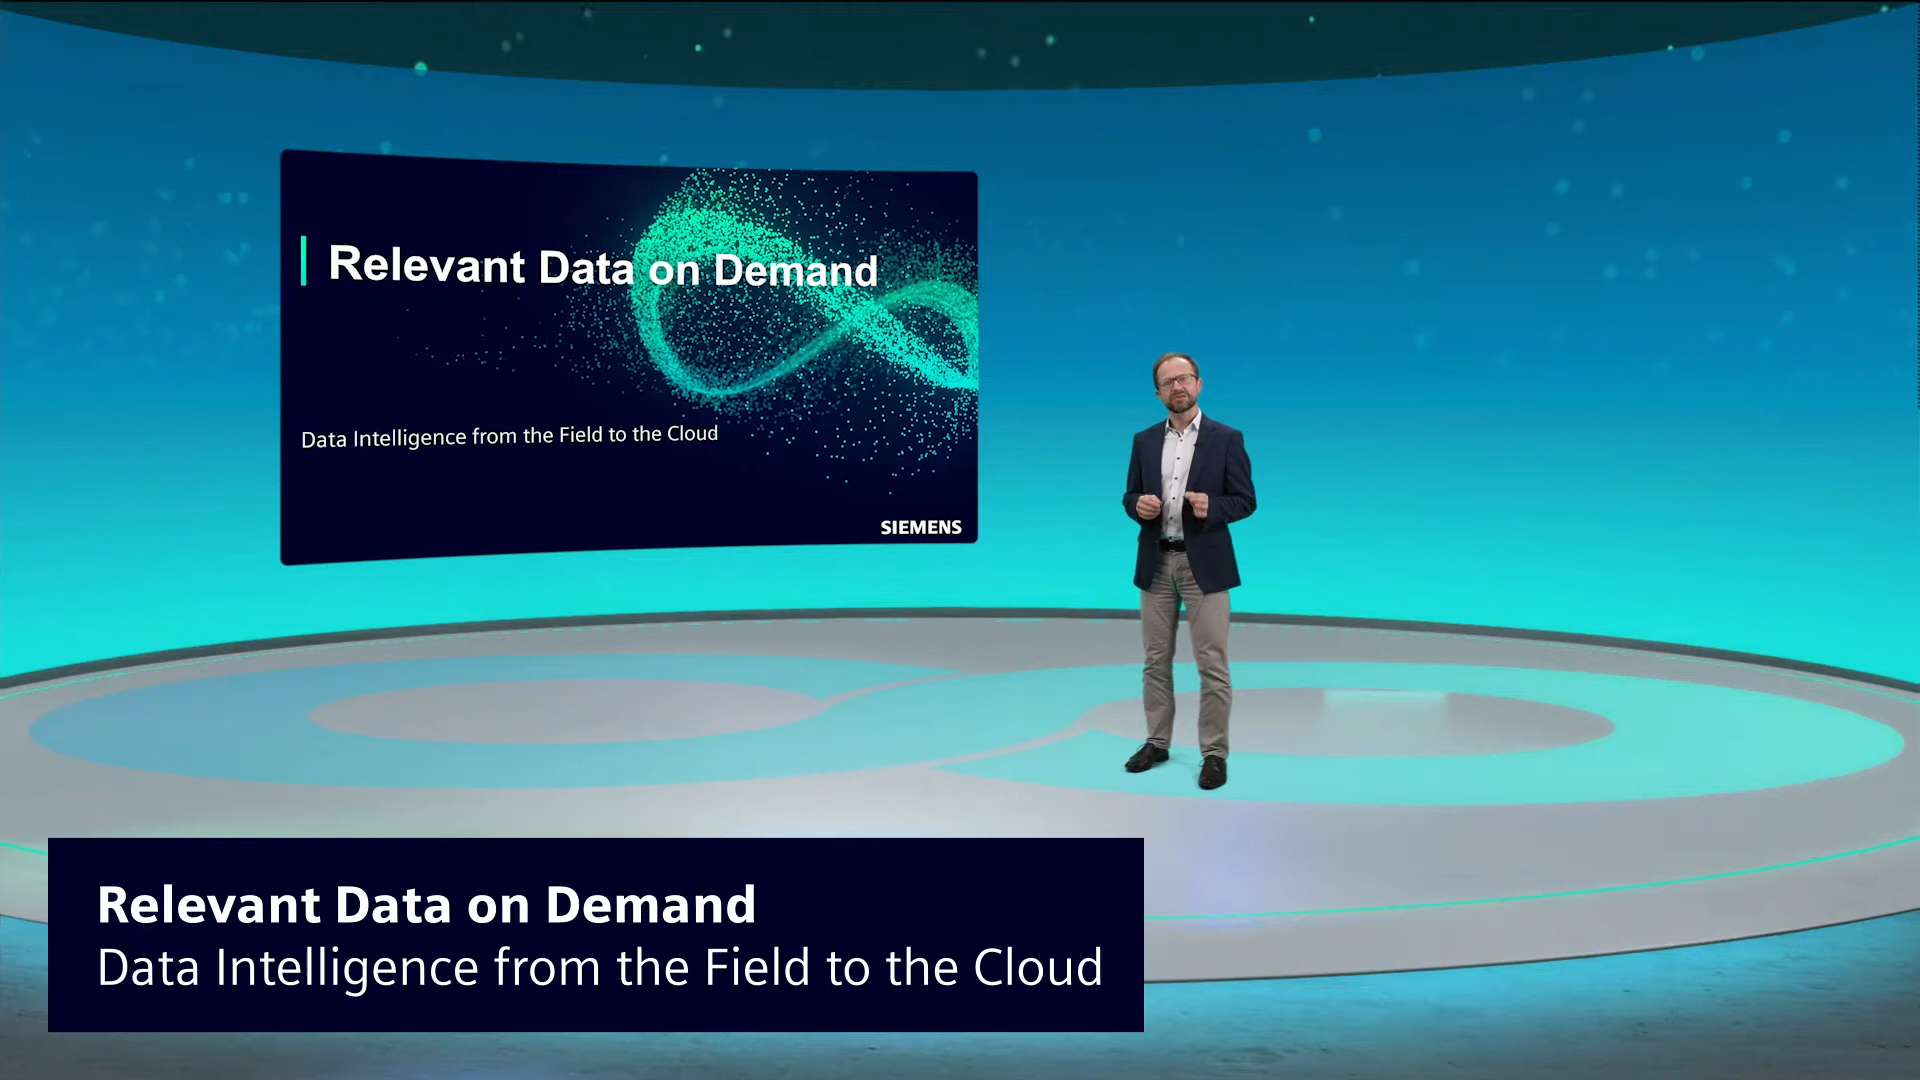 Relevant Data on Demand
Data Intelligence from the Field to the Cloud
SIEMENS
Relevant Data on Demand
Data Intelligence from the Field to the Cloud